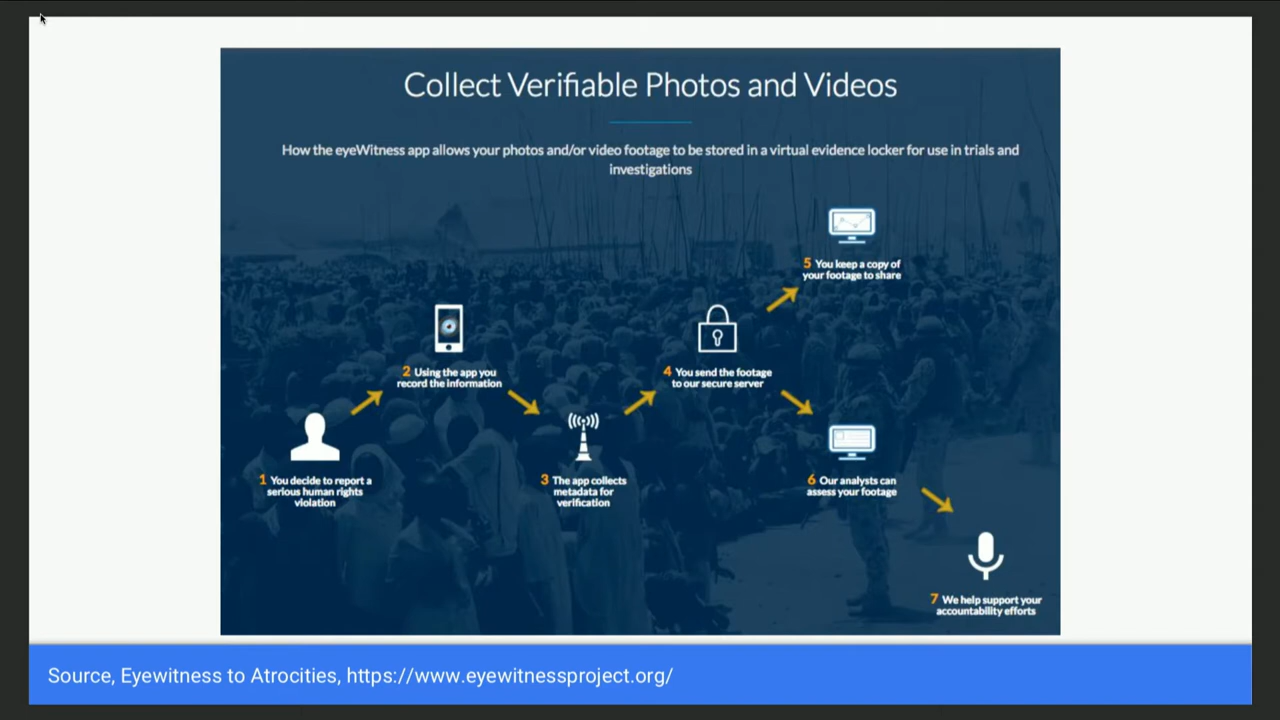 Collect Verifiable Photos and Videos
How the eyeWitness app allows your photos and/or video footage to be stored in a virtual evidence locker for use in trials and
investigations
1 You decide to report a
serious human rights
violation
2 Using the app you
record the information
3 The app collects
metadata for
verification
4 You send the footage
to our secure server
5 You keep a copy of
your footage to share
6 Our analysts can
assess your footage
7 We help support your
accountability efforts
Source, Eyewitness to Atrocities, https://www.eyewitnessproject.org/